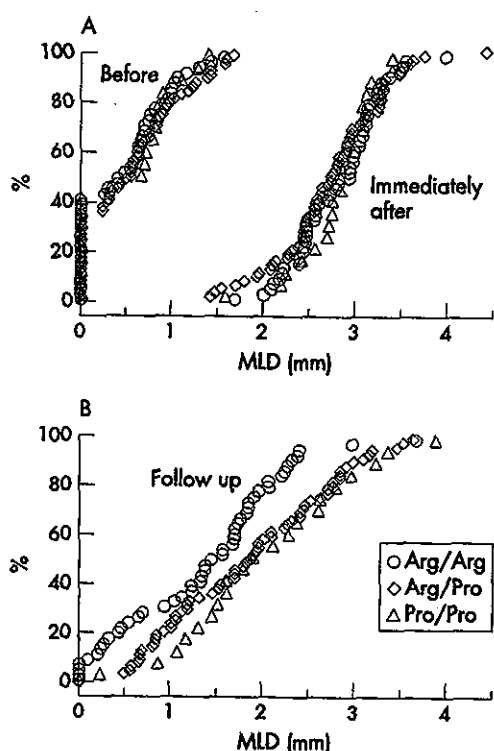 A
100
80
60
40
20
0
%
Before
Immediately
after
0 1 2 3 4
MLD (mm)
B
100
80
60
40
20
0
%
Follow up
Arg/Arg
Arg/Pro
Pro/Pro
0 1 2 3 4
MLD (mm)